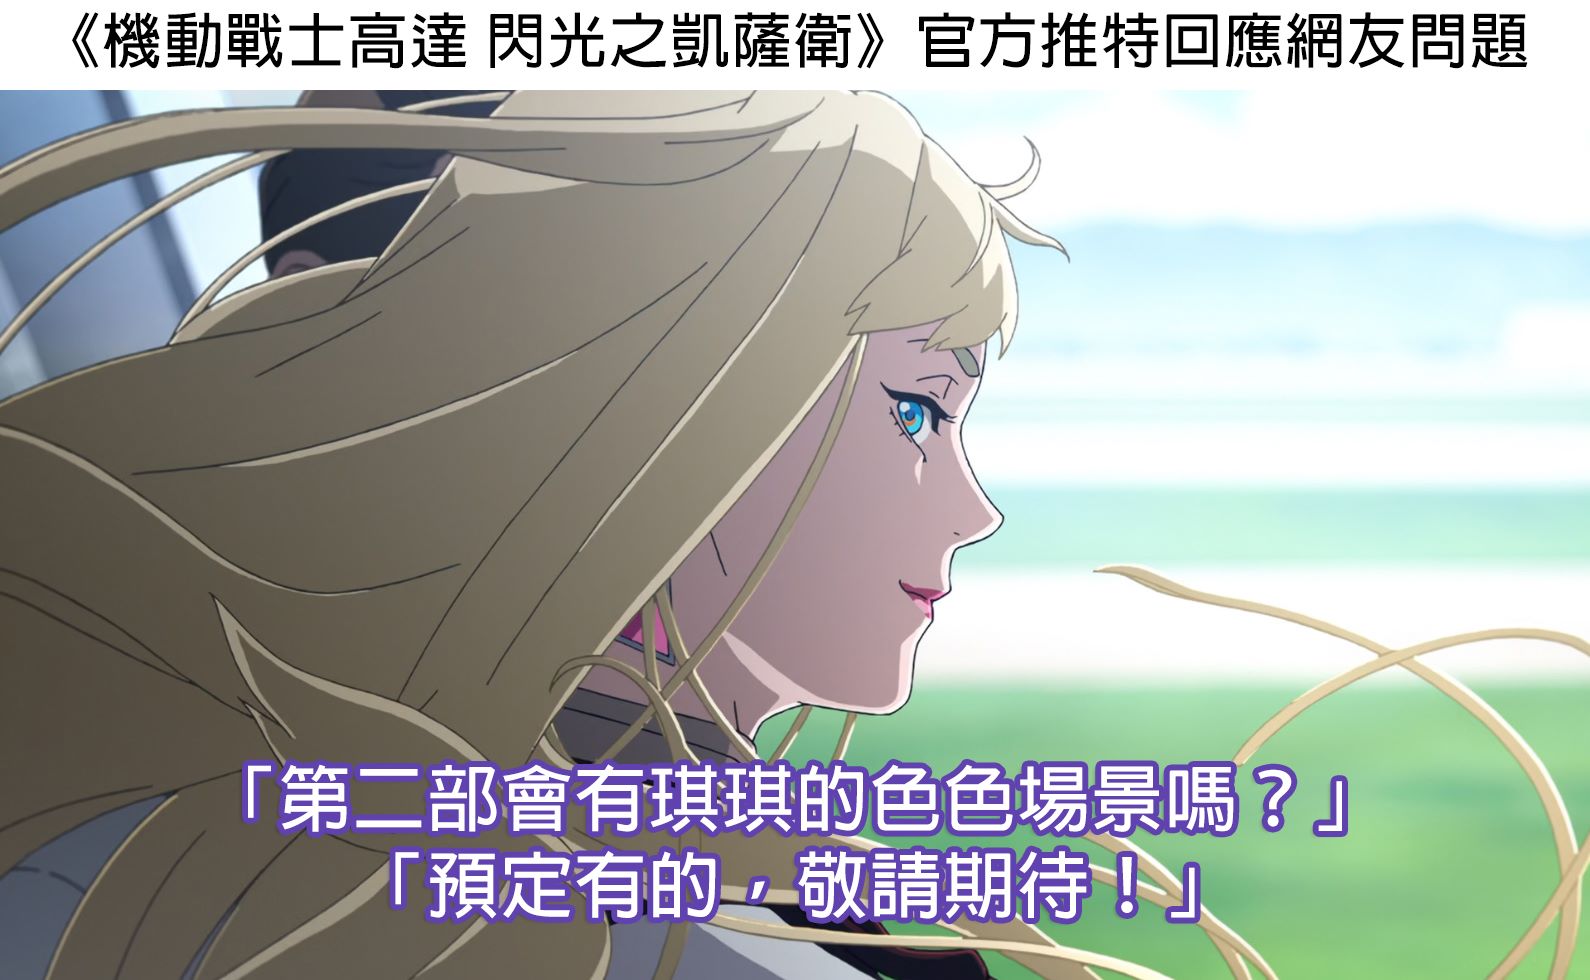 《機動戰士高達 閃光之凱薩衛》官方推特回應網友問題
「第二部會有琪琪的色色場景嗎？」
「預定有的，敬請期待！」